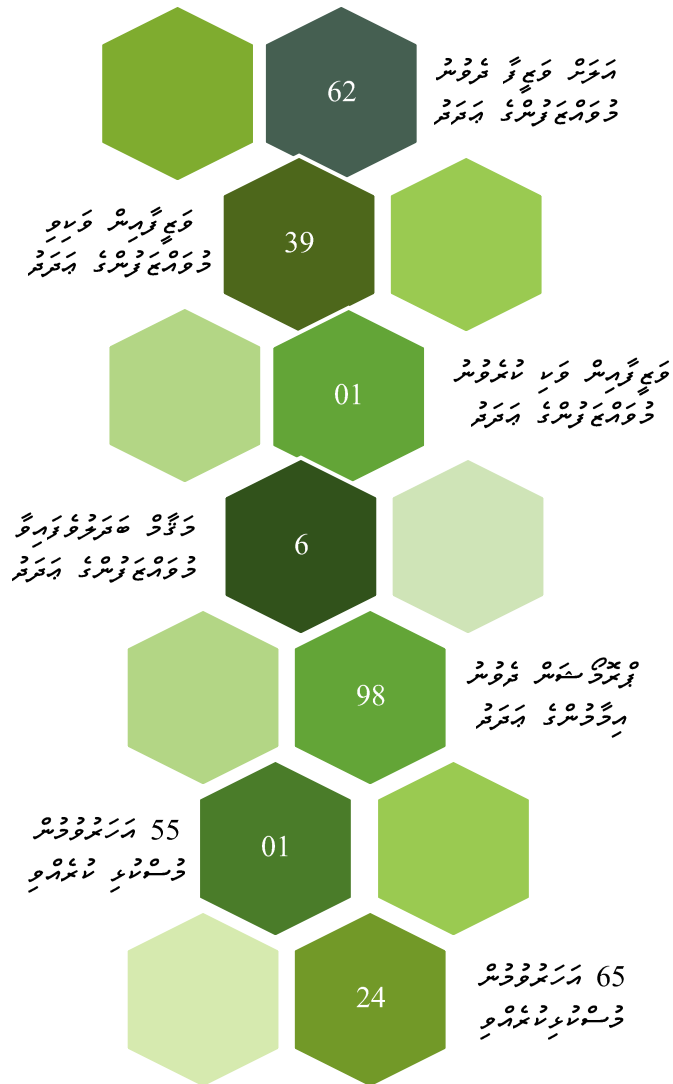 އަލަށް ވަޒީފާ ދެވުނު
މުވައްޒަފުންގެ ޢަދަދު
62
ވަޒީފާއިން ވަކިވި
މުވައްޒަފުންގެ ޢަދަދު
39
ވަޒީފާއިން ވަކި ކުރެވުނު
މުވައްޒަފުންގެ ޢަދަދު
01
މަޤާމް ބަދަލުވެފައިވާ
މުވައްޒަފުންގެ ޢަދަދު
6
ޕްރޮމޯޝަން ދެވުނު
އިމާމުންގެ ޢަދަދު
98
55 އަހަރުވުމުން
މުސްކުޅި ކުރެއްވި
01
65 އަހަރުވުމުން
މުސްކުޅިކުރެއްވި
24